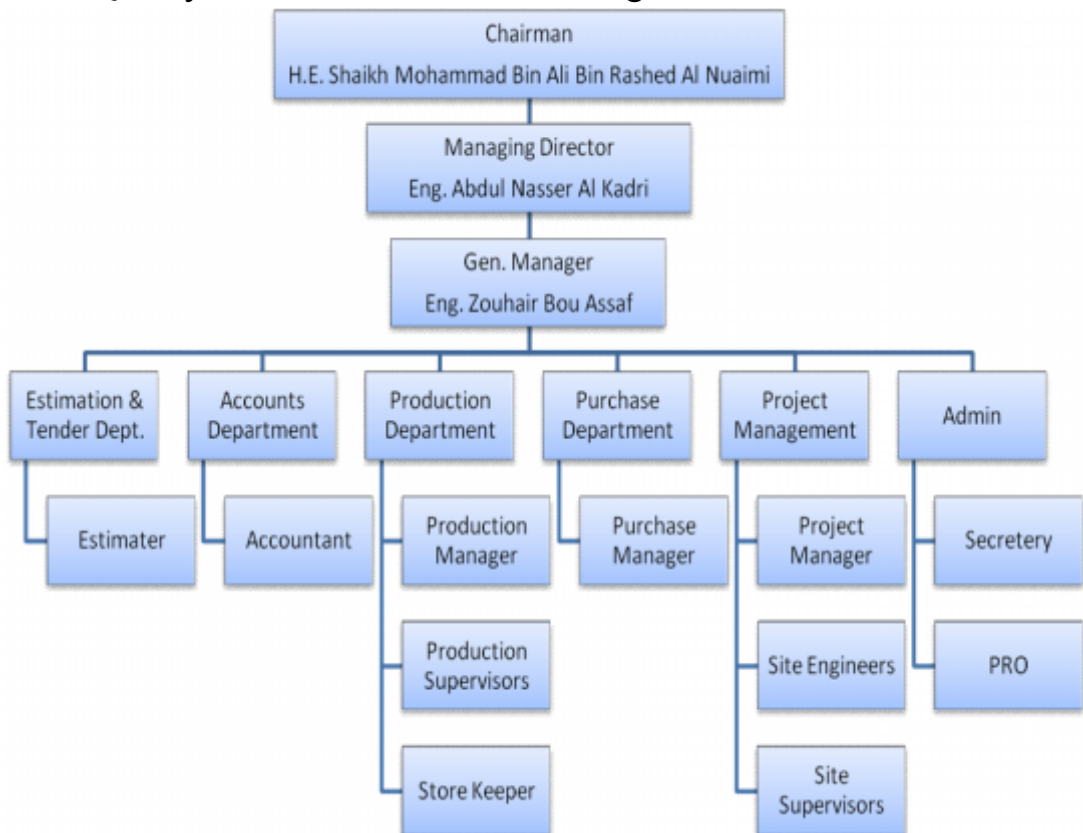 Chairman
H.E. Shaikh Mohammad Bin Ali Bin Rashed Al Nuaimi
Managing Director
Eng. Abdul Nasser Al Kadri
Gen. Manager
Eng. Zouhair Bou Assaf
Estimation &
Tender Dept.
Accounts
Department
Production
Department
Purchase
Department
Project
Management
Admin
Estimater
Accountant
Production
Manager
Purchase
Manager
Project
Manager
Secretery
Production
Supervisors
Site Engineers
PRO
Store Keeper
Site
Supervisors